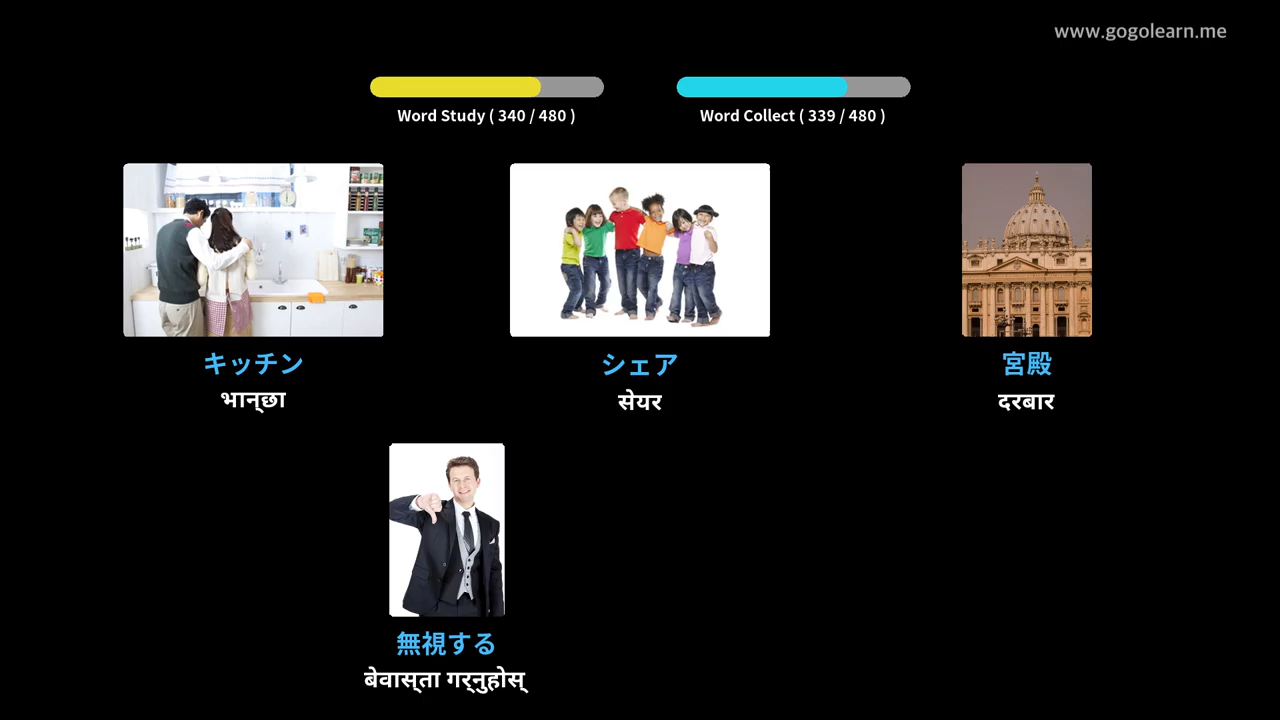 www.gogolearn.me
Word Study ( 340 / 480 )
Word Collect ( 339 / 480 )
キッチン
भान्‌छा
シェア
सेयर
宮殿
दरबार
無視する
बेवास्‌ता गर्‌नुहोस्